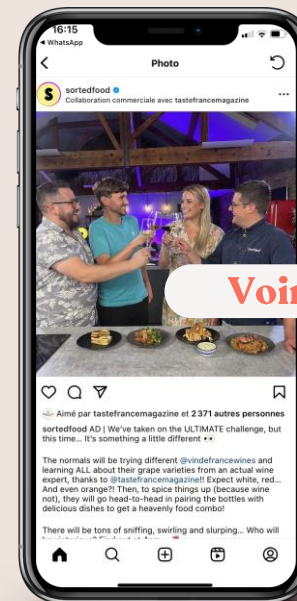 16:15
◄ WhatsApp
Photo
sortedfood
Collaboration commerciale avec tastefrancemagazine
Voir
Aimé par tastefrancemagazine et 2 371 autres personnes
sortedfood AD | We've taken on the ULTIMATE challenge, but
this time... It's something a little different 👀
The normals will be trying different @vindefrancewines and
learning ALL about their grape varieties from an actual wine
expert, thanks to @tastefrancemagazine!! Expect white, red...
And even orange?! Then, to spice things up (because wine
not), they will go head-to-head in pairing the bottles with
delicious dishes to get a heavenly food combo!
There will be tons of sniffing, swirling and slurping... Who will